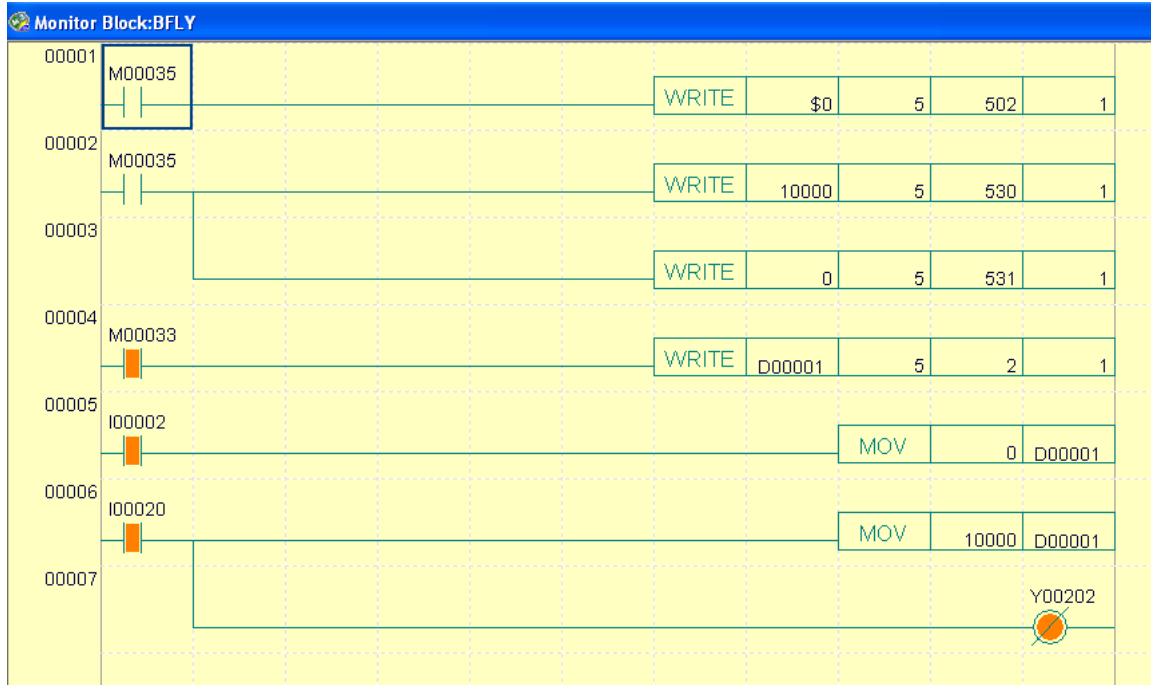 Monitor Block:BFLY
00001
M00035
WRITE $0 5 502 1
00002
M00035
WRITE 10000 5 530 1
00003
WRITE 0 5 531 1
00004
M00033
WRITE D00001 5 2 1
00005
I00002
MOV 0 D00001
00006
I00020
MOV 10000 D00001
00007
Y00202